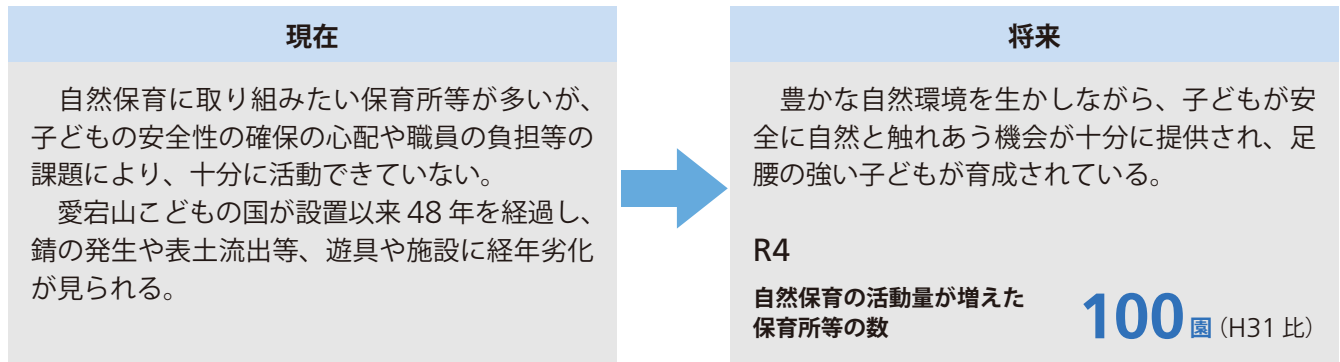 現在
自然保育に取り組みたい保育所等が多いが、
子どもの安全性の確保の心配や職員の負担等の
課題により、十分に活動できていない。
愛宕山こどもの国が設置以来 48 年を経過し、
錆の発生や表土流出等、遊具や施設に経年劣化
が見られる。
将来
豊かな自然環境を生かしながら、子どもが安
全に自然と触れあう機会が十分に提供され、足
腰の強い子どもが育成されている。
R4
自然保育の活動量が増えた
保育所等の数
100 園（H31 比）